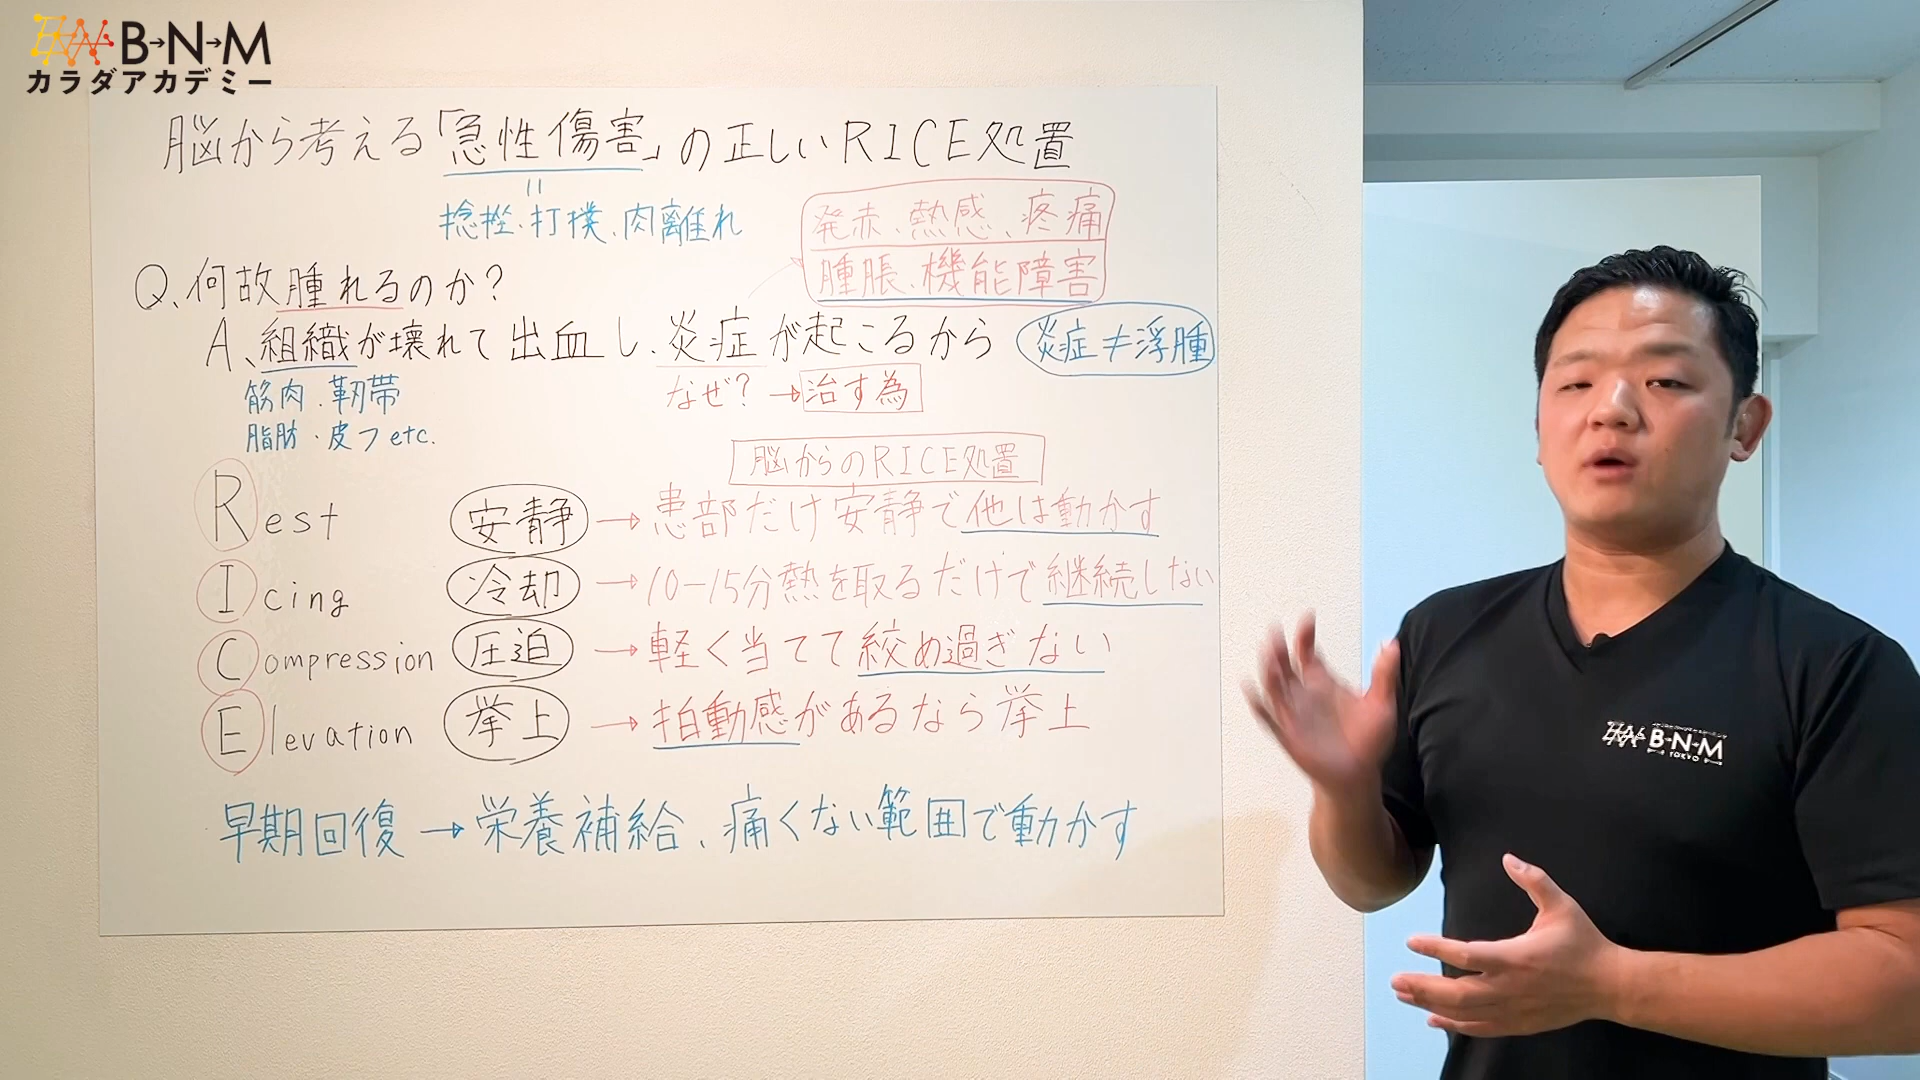 B→N→M
カラダアカデミー
脳から考える「急性傷害」の正しいRICE処置
捻挫、打撲、肉離れ
発赤、熱感、疼痛
腫脹、機能障害
Q、何故腫れるのか?
A、組織が壊れて出血し、炎症が起こるから
炎症≠浮腫
筋肉・靭帯
脂肪・皮フetc.
なぜ?→治す為
脳からのRICE処置
Rest 安静→患部だけ安静で他は動かす
Icing 冷却→10-15分熱を取るだけで継続しない
Compression 圧迫→軽く当てて絞め過ぎない
Elevation 挙上→拍動感があるなら挙上
早期回復→栄養補給、痛くない範囲で動かす
B-N-M
TOKYO